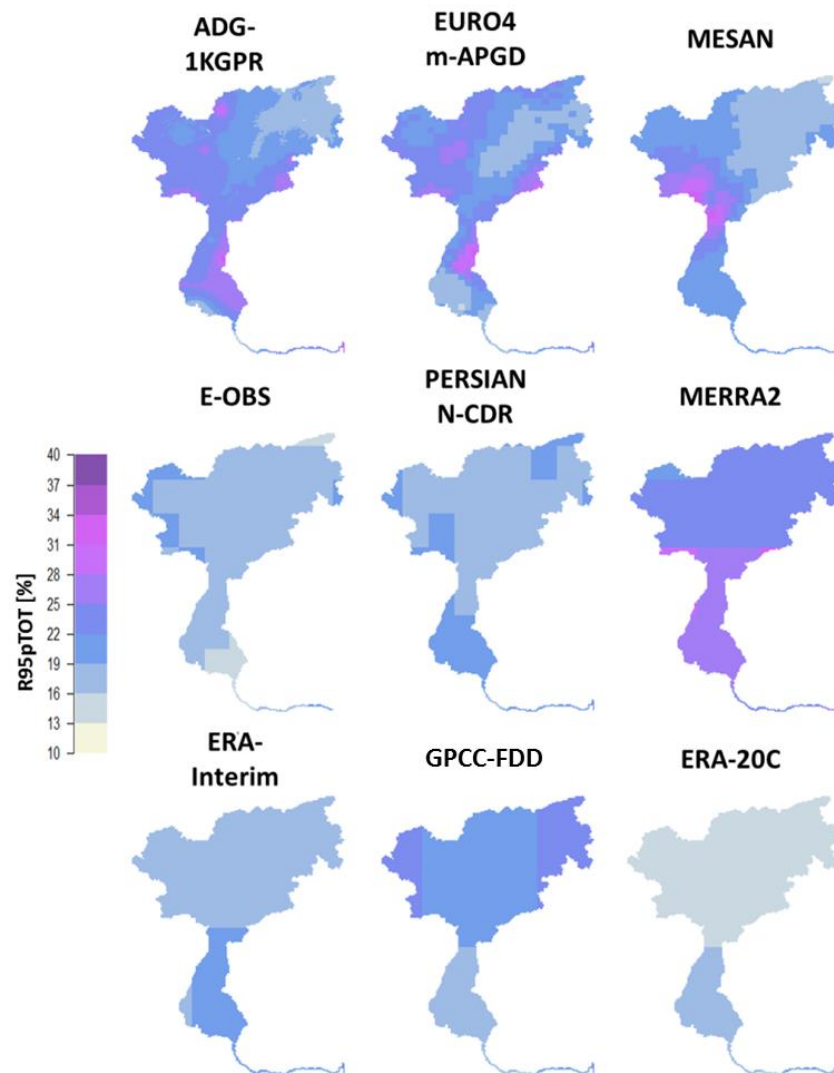 ADG-
1KGPR
EURO4
m-APGD
MESAN
E-OBS
PERSIAN
N-CDR
MERRA2
R95pTOT [%]
40
37
34
31
28
25
22
19
16
13
10
ERA-
Interim
GPCC-FDD
ERA-20C